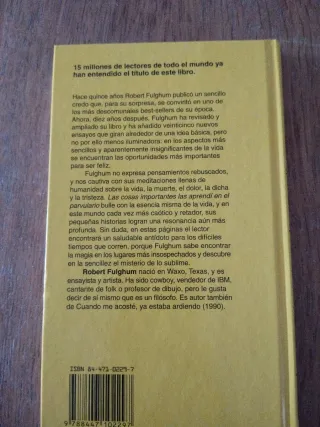 15 millones de lectores de todo el mundo ya
han entendido el título de este libro.
Hace quince años Robert Fulghum publicó un sencillo
credo que, para su sorpresa, se convirtió en uno de
los más descomunales best-sellers de su época.
Ahora, diez años después, Fulghum ha revisado y
ampliado su libro y ha añadido veinticinco nuevos
ensayos que giran alrededor de una idea básica, pero
no por ello menos iluminadora: en los aspectos más
sencillos y aparentemente insignificantes de la vida
se encuentran las oportunidades más importantes
para ser feliz.
Fulghum no expresa pensamientos rebuscados,
y nos cautive con sus meditaciones llenas de
humanidad sobre la vida, la muerte, el dolor, la dicha
y la tristeza. Las cosas importantes las aprendí en el
parvulario bulle con la esencia misma de la vida, y
en este mundo cada vez más caótico y retador, sus
pequeñas historias logran una resonancia aún más
profunda. Sin duda, en estas páginas el lector
encontrará un saludable antídoto para los difíciles
tiempos que corren, porque Fulghum sabe encontrar
la magia en los lugares más insospechados y descubre
en la sencillez el misterio de lo sublime.
Robert Fulghum nació en Waxo, Texas, y es
ensayista y artista, Ha sido cowboy, vendedor de IBM,
cantante de folk o profesor de dibujo, pero le gusta
decir de sí mismo que es un filósofo. Es autor también
de Cuando me acosté, ya estaba ardiendo (1990).
ISBN 84-473-0229-7
9 788447 302297